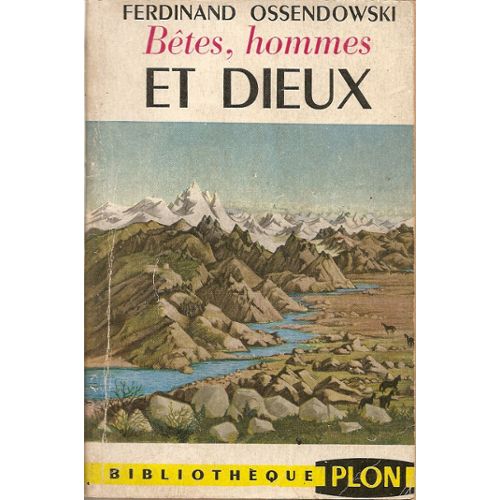 FERDINAND OSSENDOWSKI
Bêtes, hommes
ET DIEUX
BIBLIOTHÈQUE PLON